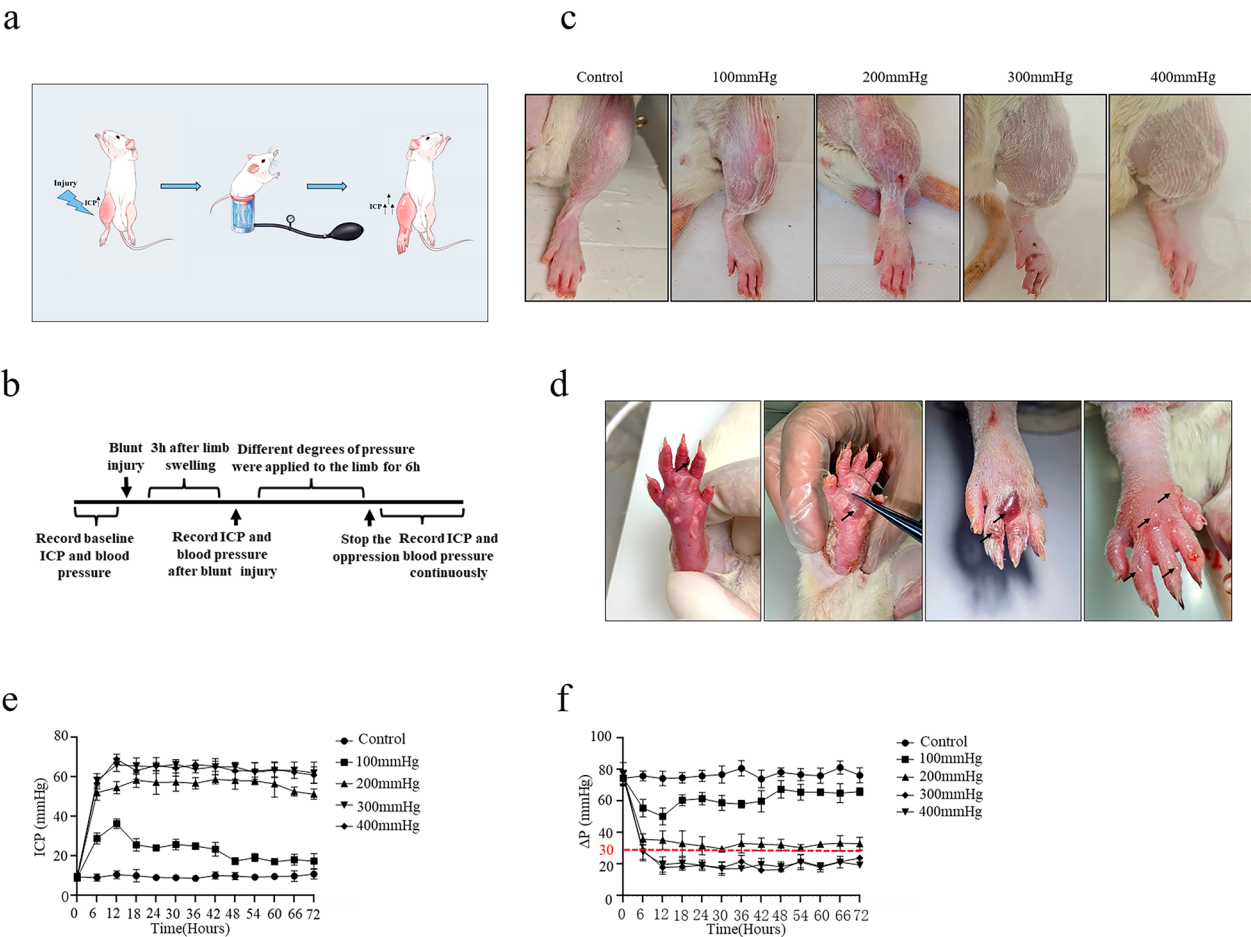 a
Injury
ICP
ICP
c
Control
100mmHg
200mmHg
300mmHg
400mmHg
b
Blunt
injury
3h after limb
swelling
Different degrees of pressure
were applied to the limb for 6h
Record baseline
ICP and blood
pressure
Record ICP and
blood pressure
after blunt injury
Stop the
oppression
Record ICP and
blood pressure
continuously
d
e
80
60
40
20
0
ICP (mmHg)
0 6 12 18 24 30 36 42 48 54 60 66 72
Time(Hours)
Control
100mmHg
200mmHg
300mmHg
400mmHg
f
100
80
60
40
30
20
0
ΔP (mmHg)
0 6 12 18 24 30 36 42 48 54 60 66 72
Time(Hours)
Control
100mmHg
200mmHg
300mmHg
400mmHg